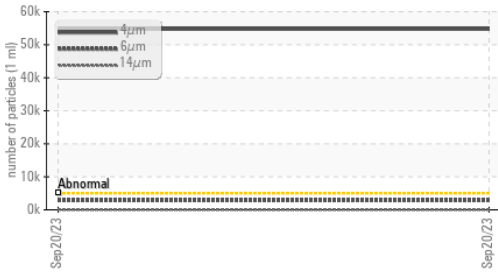 60k
50k
40k
30k
20k
10k
0k
number of particles (1 ml)
4μm
6μm
14μm
Abnormal
Sep20/23
Sep20/23